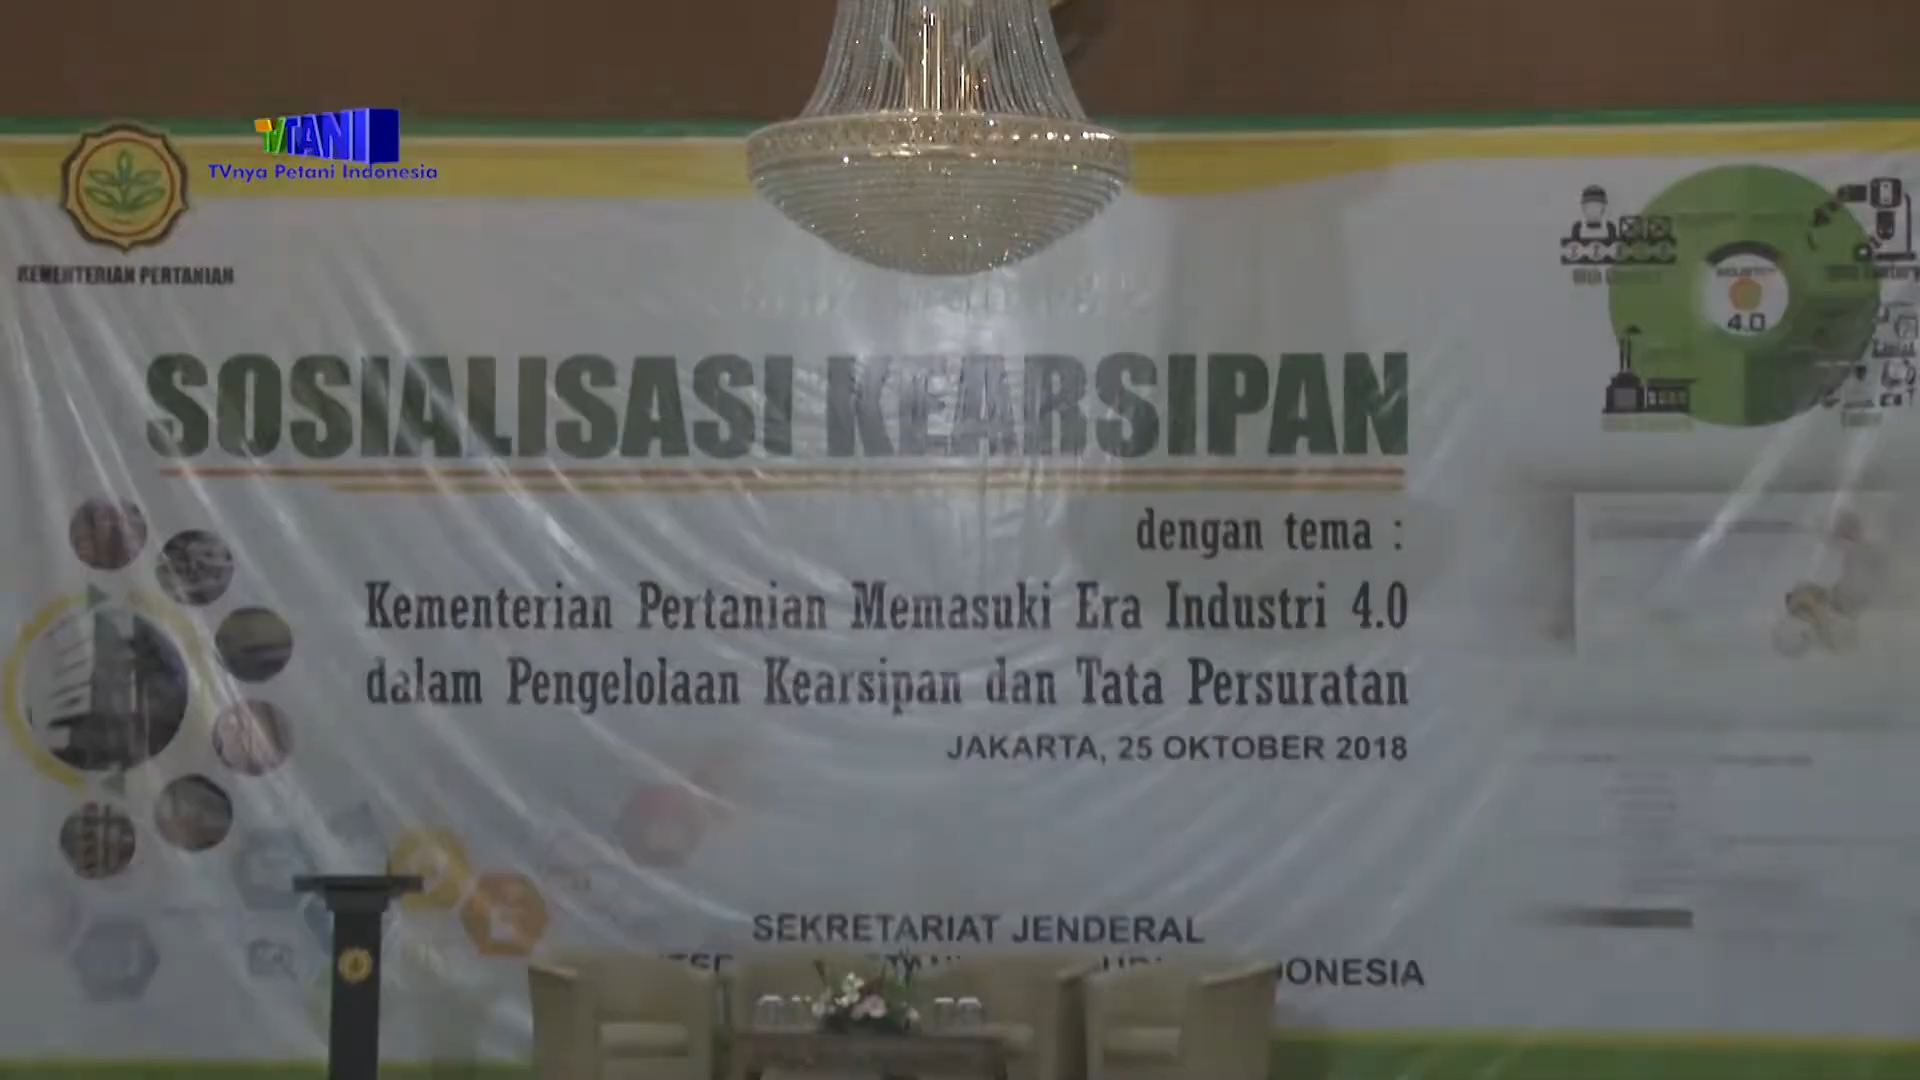 TVTANI
TVnya Petani Indonesia
KEMENTERIAN PERTANIAN
4.0
SOSIALISASI KEARSIPAN
dengan tema :
Kementerian Pertanian Memasuki Era Industri 4.0
dalam Pengelolaan Kearsipan dan Tata Persuratan
JAKARTA, 25 OKTOBER 2018
SEKRETARIAT JENDERAL